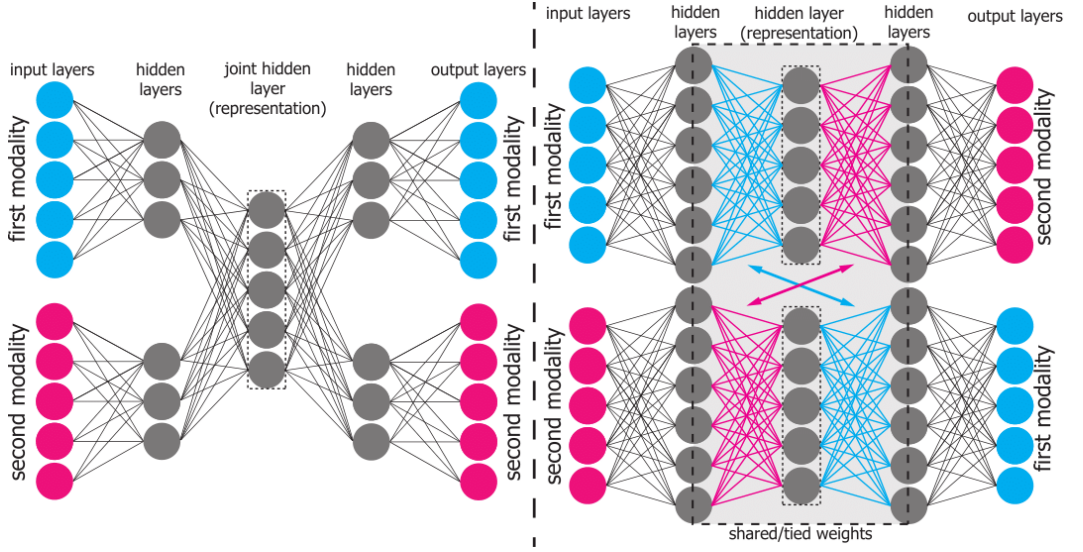 input layers
hidden
layers
joint hidden
layer
(representation)
hidden
layers
output layers
first modality
first modality
second modality
second modality
input layers
hidden
layers
hidden layer
(representation)
hidden
layers
output layers
first modality
second modality
second modality
first modality
shared/tied weights